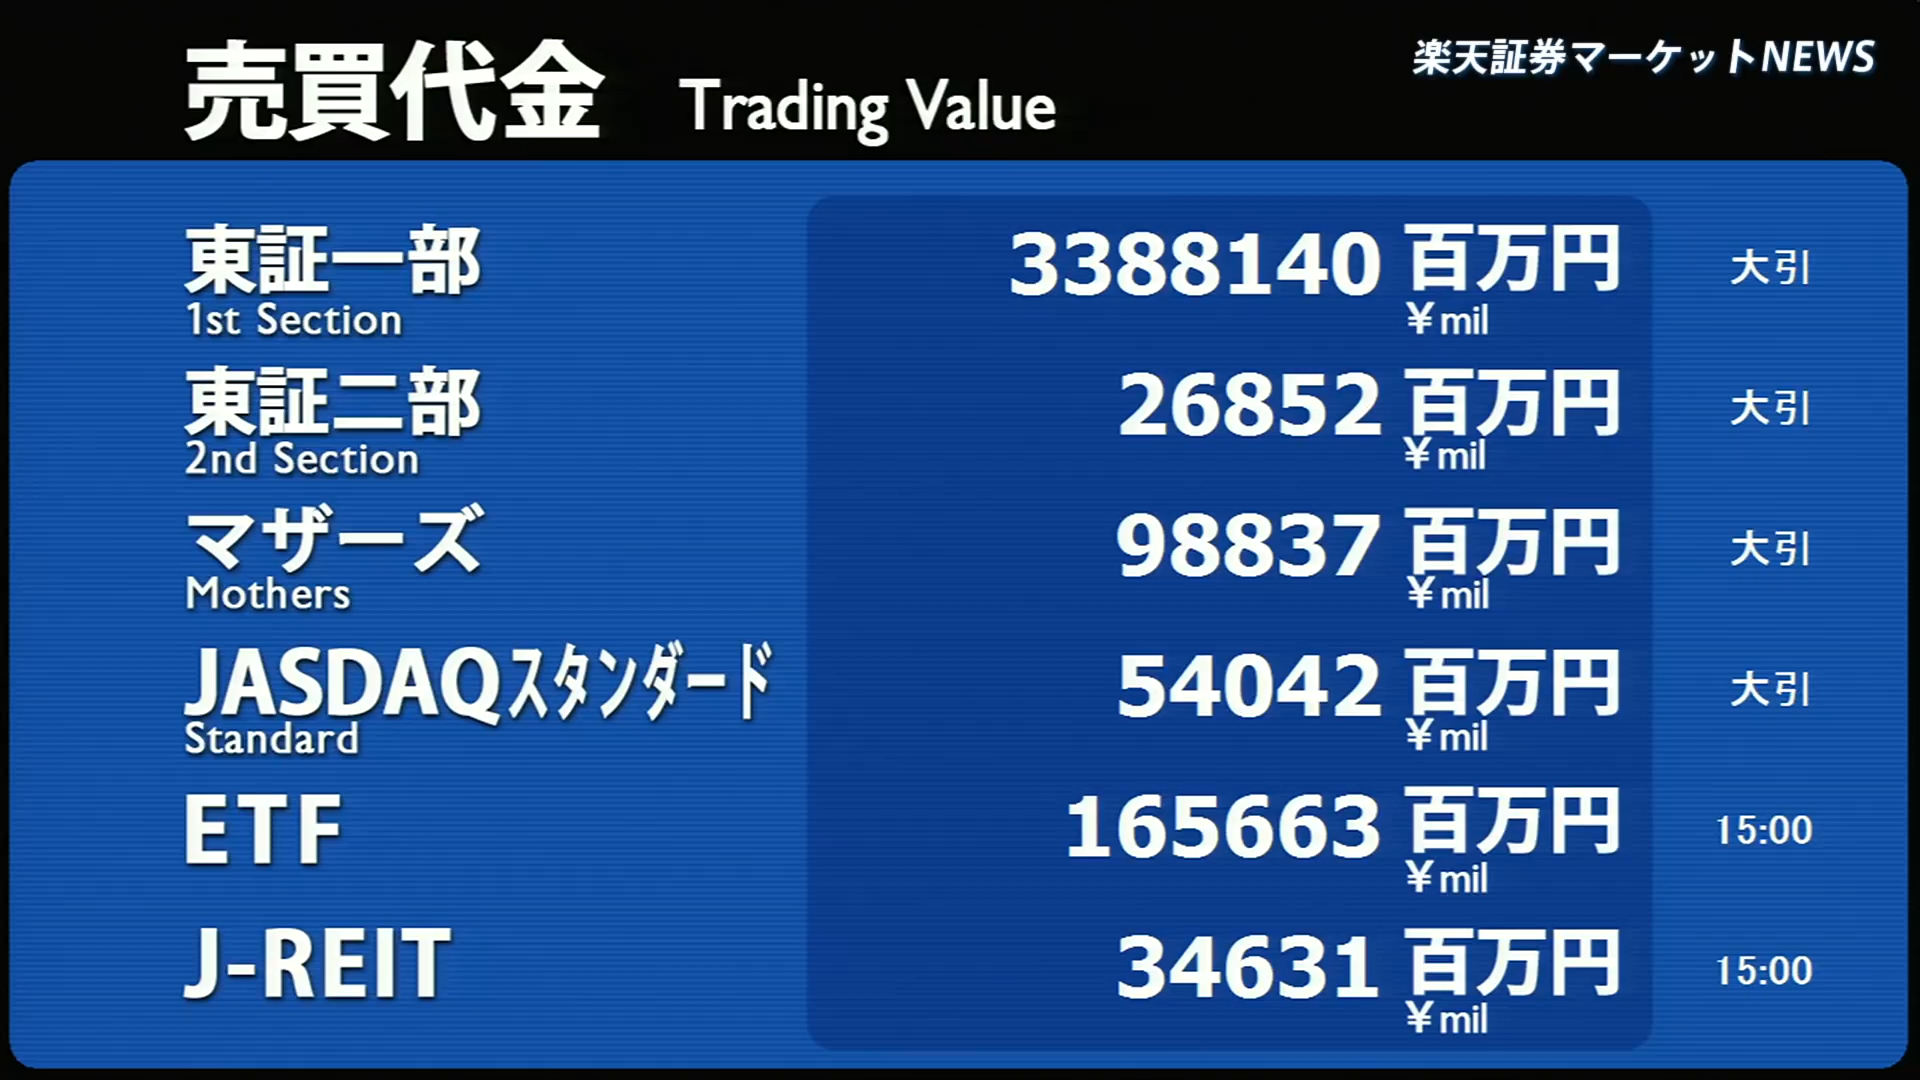 売買代金 Trading Value
楽天証券マーケットNEWS
東証一部 3388140 百万円 大引
1st Section ¥mil
東証二部 26852 百万円 大引
2nd Section ¥mil
マザーズ 98837 百万円 大引
Mothers ¥mil
JASDAQｽﾀﾝﾀﾞｰﾄﾞ 54042 百万円 大引
Standard ¥mil
ETF 165663 百万円 15:00
¥mil
J-REIT 34631 百万円 15:00
¥mil